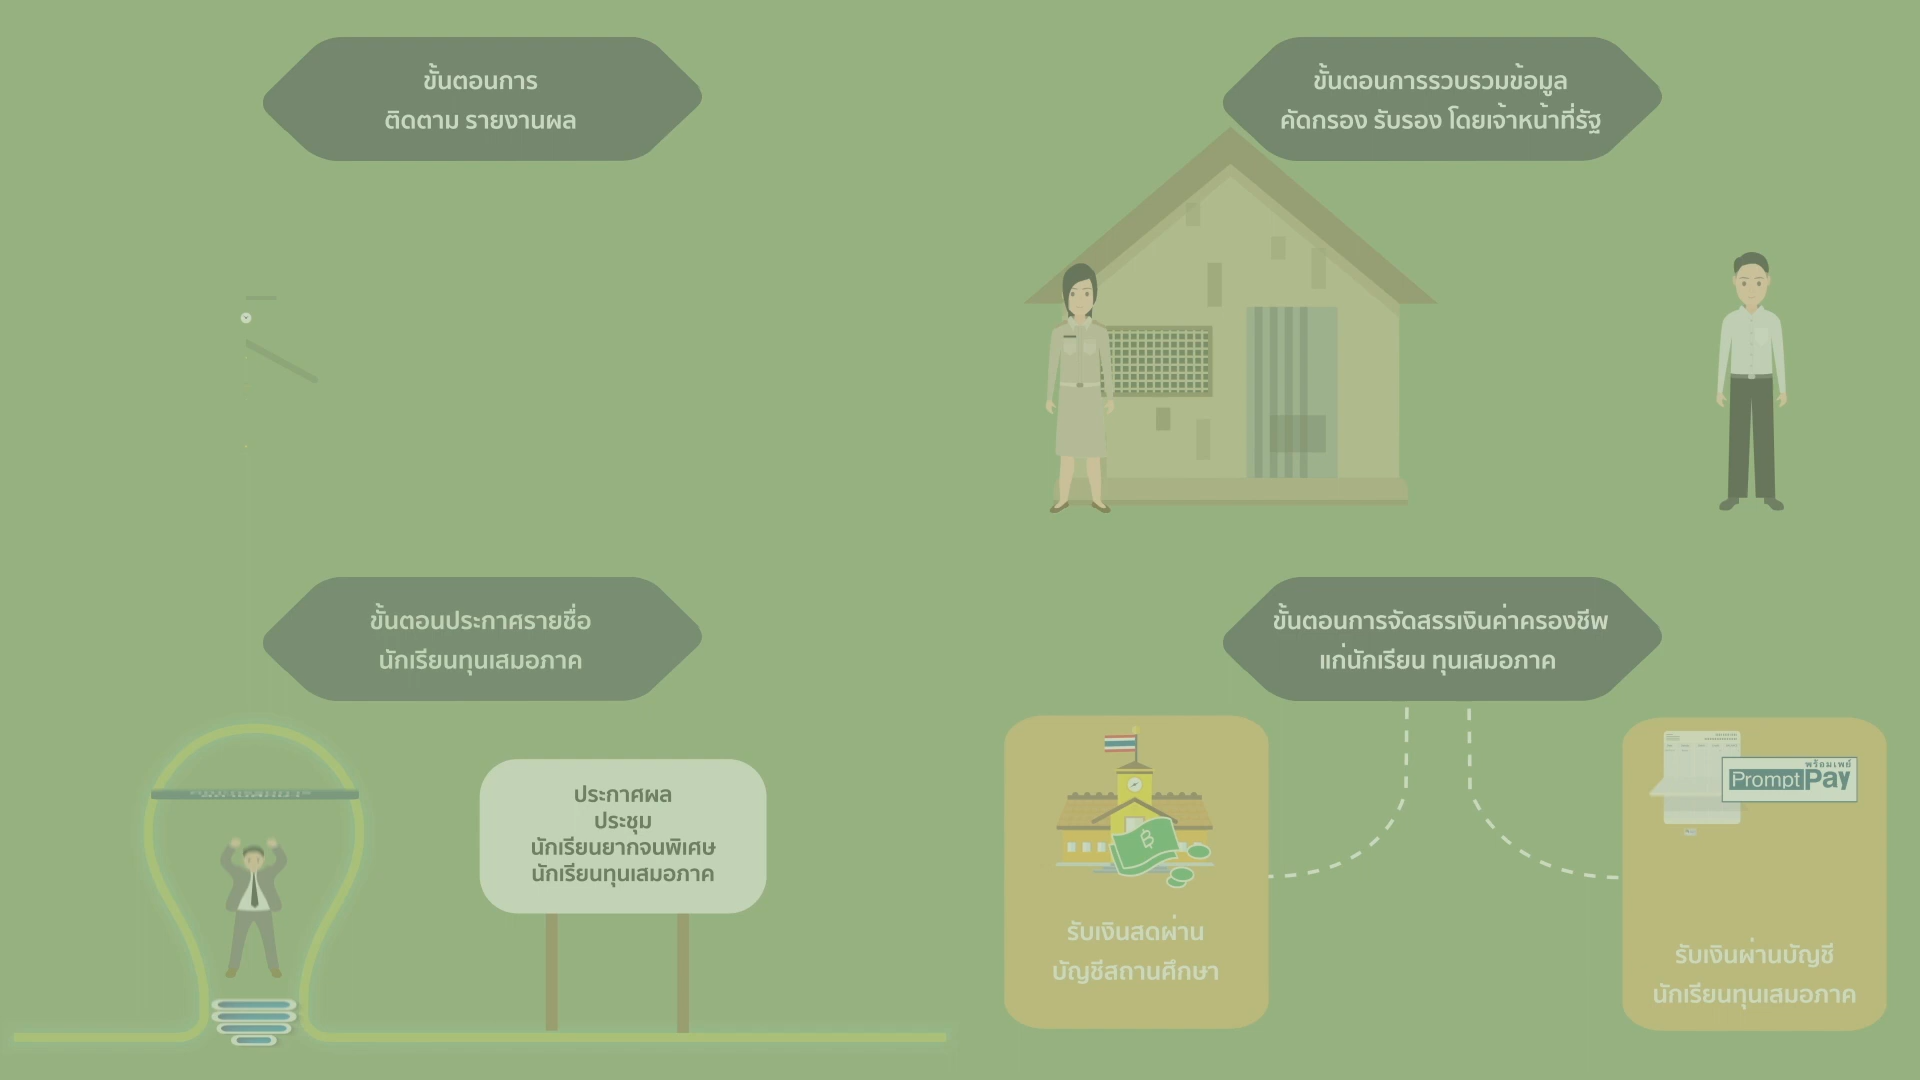 ขั้นตอนการ
ติดตาม รายงานผล
ขั้นตอนการรวบรวมข้อมูล
คัดกรอง รับรอง โดยเจ้าหน้าที่รัฐ
ขั้นตอนประกาศรายชื่อ
นักเรียนทุนเสมอภาค
ประกาศผล
ประชุม
นักเรียนยากจนพิเศษ
นักเรียนทุนเสมอภาค
ขั้นตอนการจัดสรรเงินค่าครองชีพ
แก่นักเรียน ทุนเสมอภาค
รับเงินสดผ่าน
บัญชีสถานศึกษา
พร้อมเพย์
PromptPay
รับเงินผ่านบัญชี
นักเรียนทุนเสมอภาค